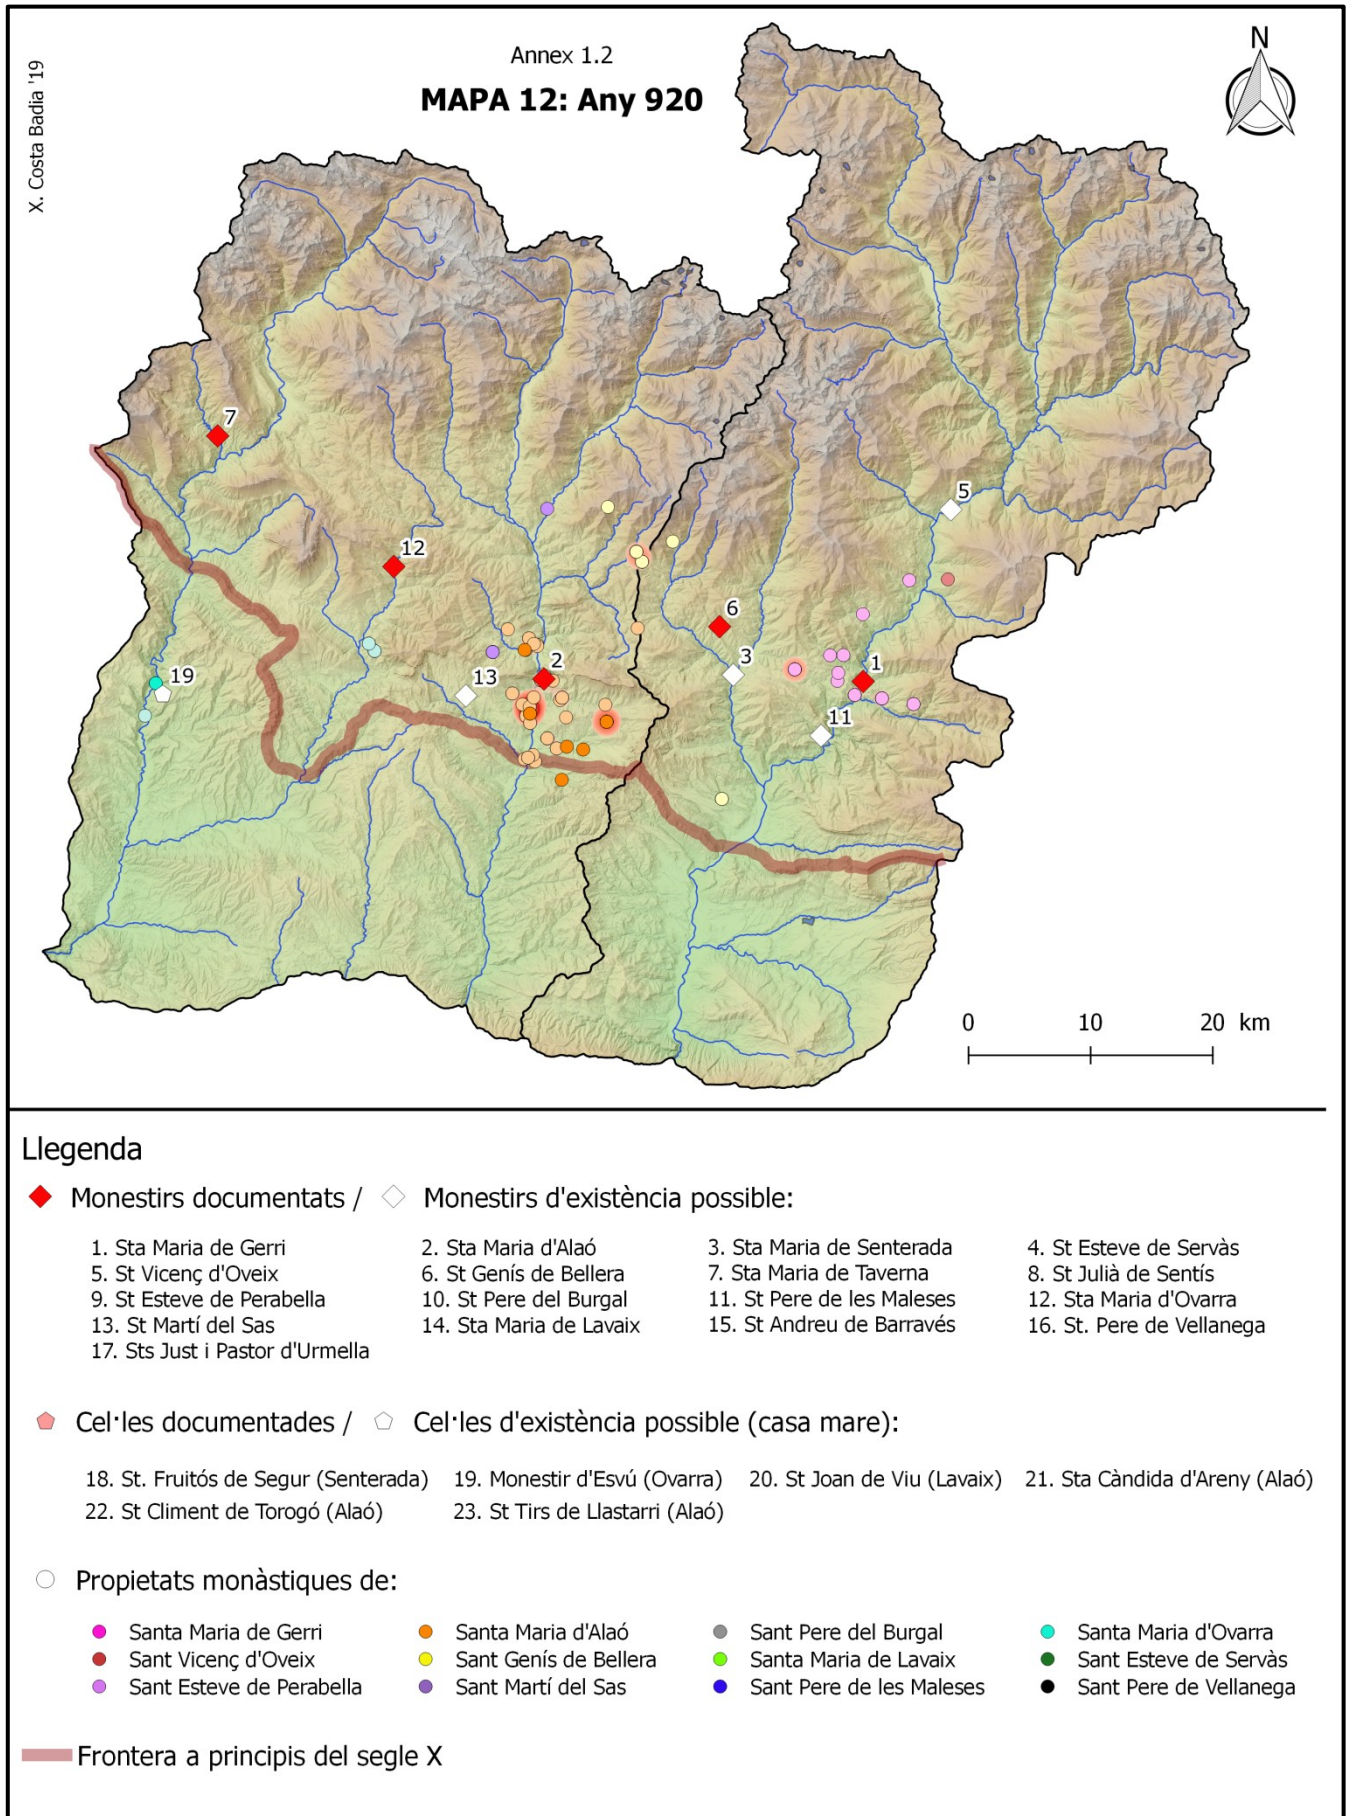 X. Costa Badia '19
Annex 1.2
MAPA 12: Any 920
N
7
5
12
6
3
2
1
19
13
11
0 10 20 km
Llegenda
Monestirs documentats / Monestirs d'existència possible:
1. Sta Maria de Gerri 2. Sta Maria d'Alaó 3. Sta Maria de Senterada 4. St Esteve de Servàs
5. St Vicenç d'Oveix 6. St Genís de Bellera 7. Sta Maria de Taverna 8. St Julià de Sentís
9. St Esteve de Perabella 10. St Pere del Burgal 11. St Pere de les Maleses 12. Sta Maria d'Ovarra
13. St Martí del Sas 14. Sta Maria de Lavaix 15. St Andreu de Barravés 16. St. Pere de Vellanega
17. Sts Just i Pastor d'Urmella
Cel·les documentades / Cel·les d'existència possible (casa mare):
18. St. Fruitós de Segur (Senterada) 19. Monestir d'Esvú (Ovarra) 20. St Joan de Viu (Lavaix) 21. Sta Càndida d'Areny (Alaó)
22. St Climent de Torogó (Alaó) 23. St Tirs de Llastarri (Alaó)
Propietats monàstiques de:
Santa Maria de Gerri Santa Maria d'Alaó Sant Pere del Burgal Santa Maria d'Ovarra
Sant Vicenç d'Oveix Sant Genís de Bellera Santa Maria de Lavaix Sant Esteve de Servàs
Sant Esteve de Perabella Sant Martí del Sas Sant Pere de les Maleses Sant Pere de Vellanega
Frontera a principis del segle X